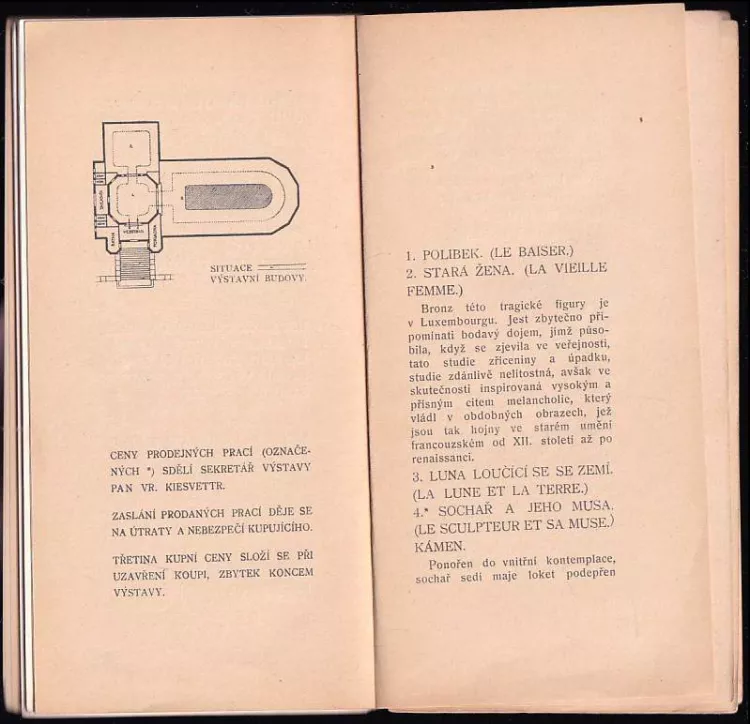 SITUACE
VÝSTAVNÍ BUDOVY.
CENY PRODEJNÝCH PRACÍ (OZNAČE-
NÝCH *) SDĚLÍ SEKRETÁŘ VÝSTAVY
PAN VR. KIESVETTR.
ZASLÁNÍ PRODANÝCH PRACÍ DĚJE SE
NA ÚTRATY A NEBEZPEČÍ KUPUJÍCÍHO.
TŘETINA KUPNÍ CENY SLOŽÍ SE PŘI
UZAVŘENÍ KOUPI, ZBYTEK KONCEM
VÝSTAVY.
1. POLIBEK. (LE BAISER.)
2. STARÁ ŽENA. (LA VIEILLE
FEMME.)
Bronz této tragické figury je
v Luxembourgu. Jest zbytečno při-
pomínati bodavý dojem, jímž půso-
bila, když se zjevila ve veřejnosti,
tato studie zříceniny a úpadku,
studie zdánlivě nelítostná, avšak ve
skutečnosti inspirovaná vysokým a
přísným citem melancholie, který
vládl v obdobných obrazech, jež
jsou tak hojny ve starém umění
francouzském od XII. století až po
renaissanci.
3. LUNA LOUČÍCÍ SE SE ZEMÍ.
(LA LUNE ET LA TERRE.)
4.* SOCHAŘ A JEHO MUSA.
(LE SCULPTEUR ET SA MUSE.)
KÁMEN.
Ponořen do vnitřní kontemplace,
sochař sedí maje loket podepřen